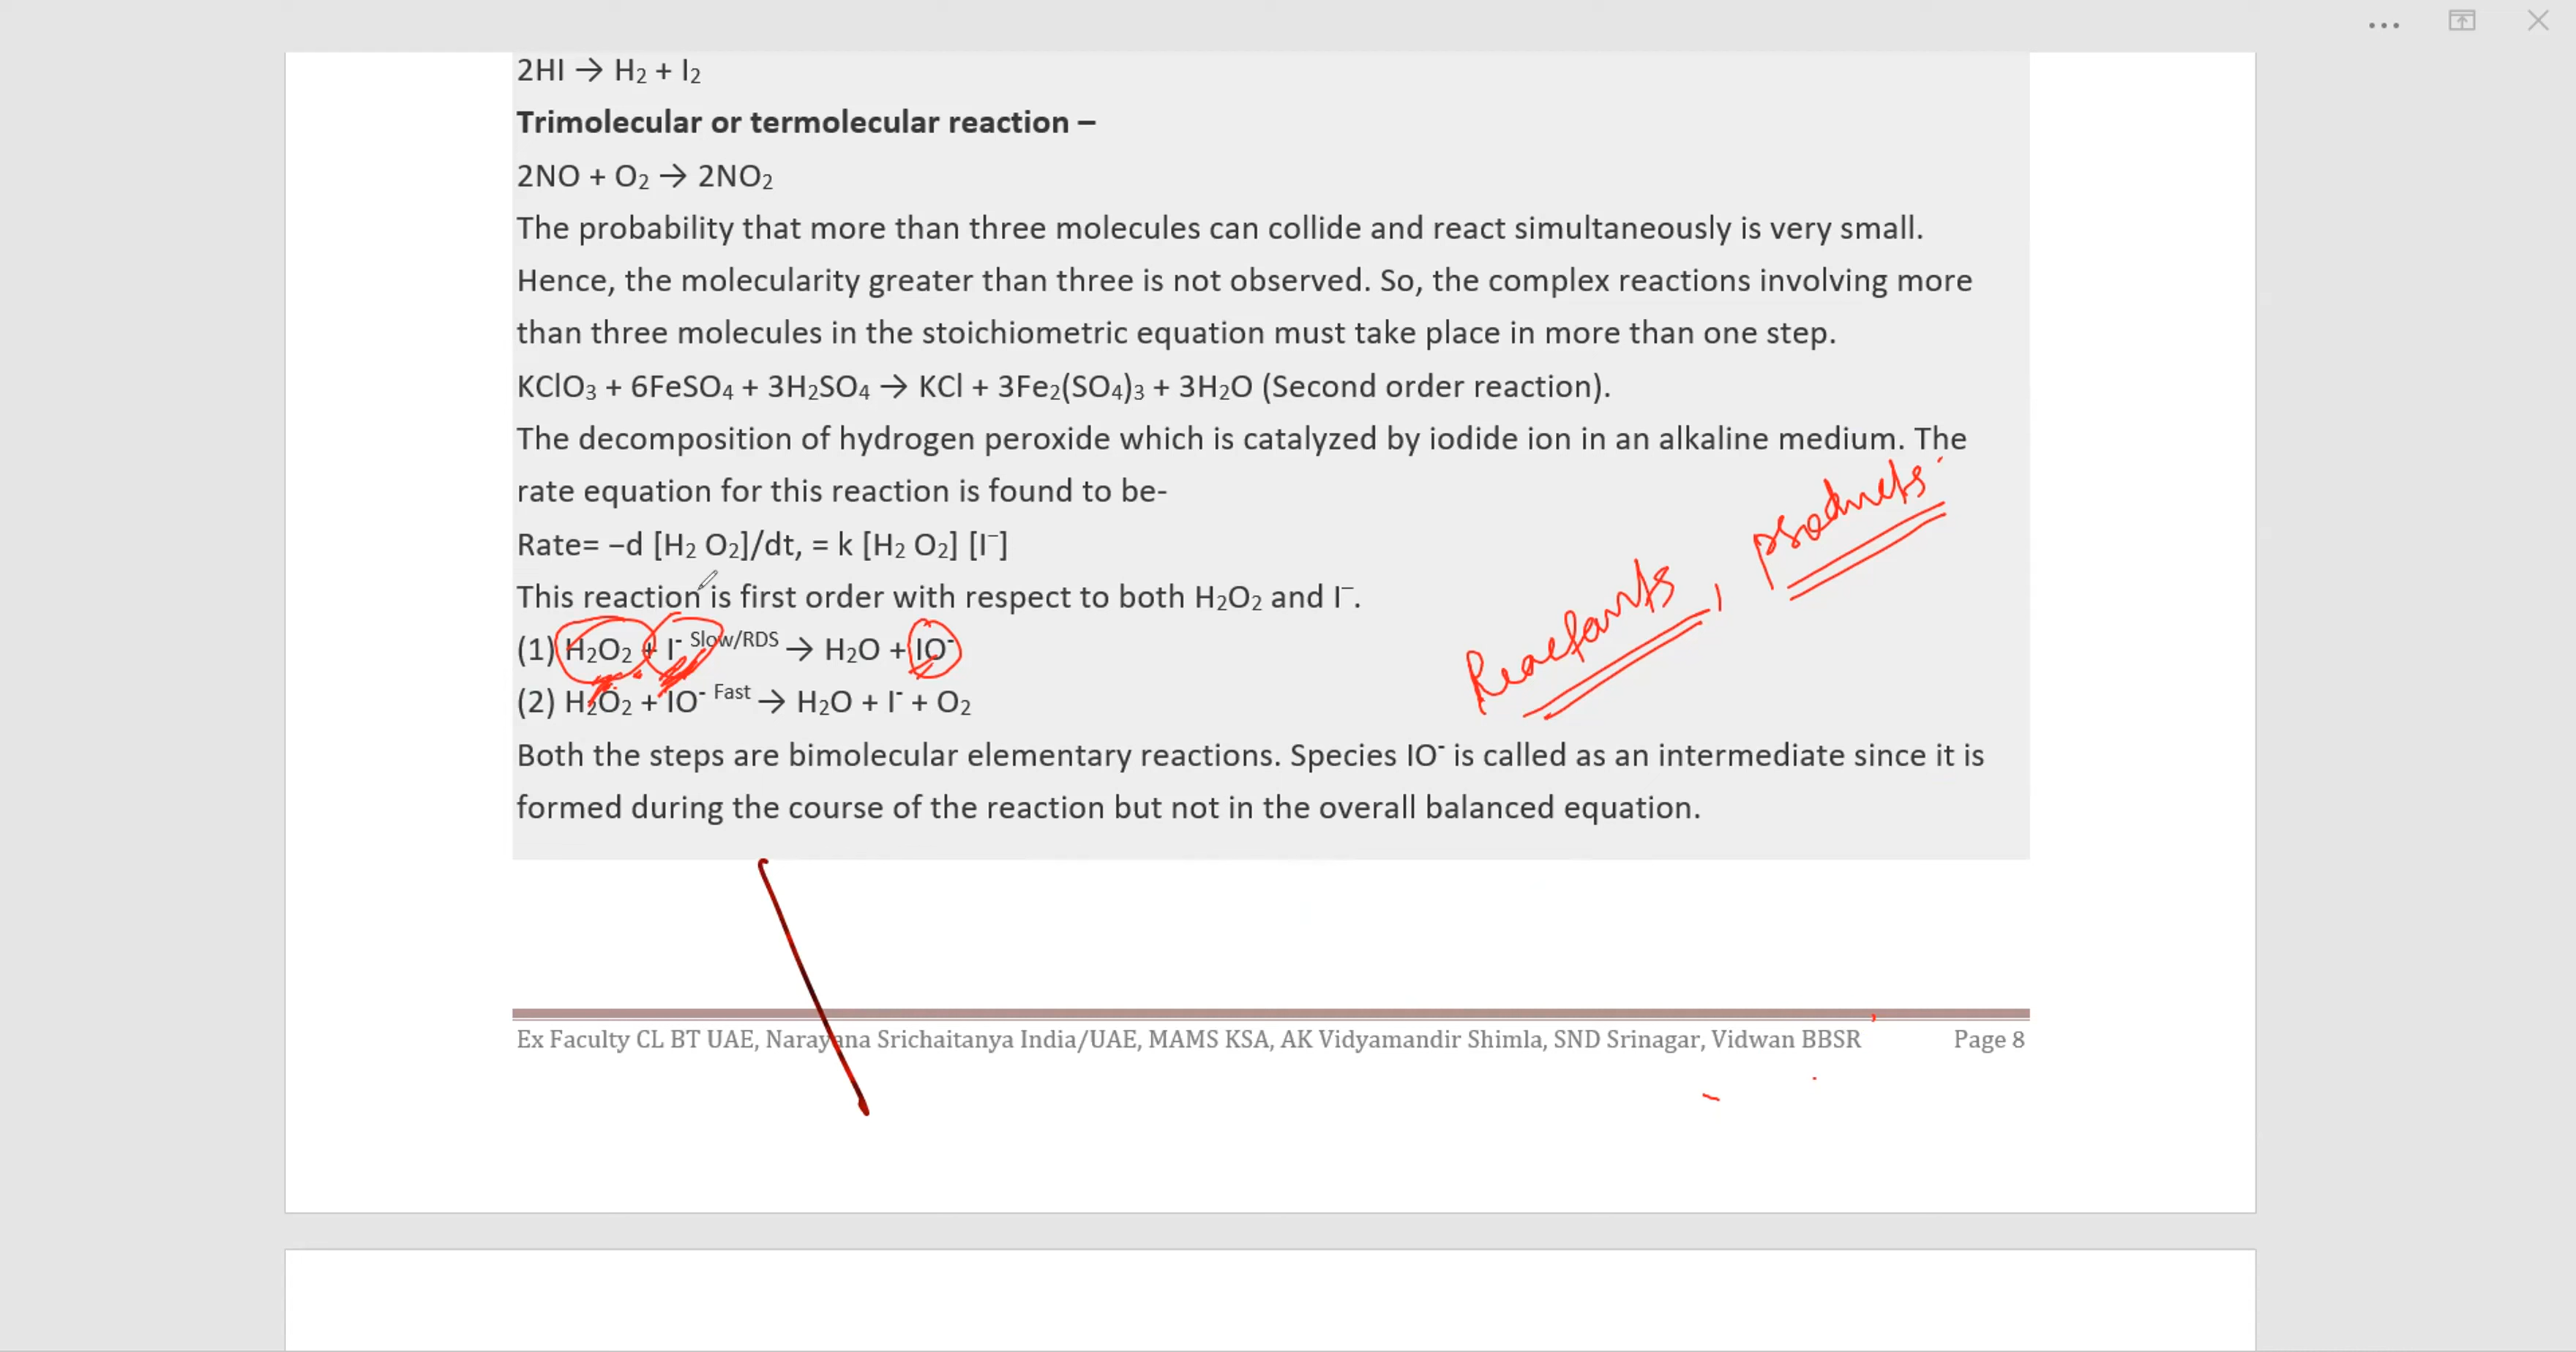 2HI → H₂ + I₂
Trimolecular or termolecular reaction –
2NO + O₂ → 2NO₂
The probability that more than three molecules can collide and react simultaneously is very small.
Hence, the molecularity greater than three is not observed. So, the complex reactions involving more
than three molecules in the stoichiometric equation must take place in more than one step.
KClO₃ + 6FeSO₄ + 3H₂SO₄ → KCl + 3Fe₂(SO₄)₃ + 3H₂O (Second order reaction).
The decomposition of hydrogen peroxide which is catalyzed by iodide ion in an alkaline medium. The
rate equation for this reaction is found to be-
Rate= −d [H₂ O₂]/dt, = k [H₂ O₂] [I⁻]
This reaction is first order with respect to both H₂O₂ and I⁻.
(1) H₂O₂ + I⁻ Slow/RDS → H₂O + IO⁻
(2) H₂O₂ + IO⁻ Fast → H₂O + I⁻ + O₂
Reactants, products.
Both the steps are bimolecular elementary reactions. Species IO⁻ is called as an intermediate since it is
formed during the course of the reaction but not in the overall balanced equation.
Ex Faculty CL BT UAE, Narayana Srichaitanya India/UAE, MAMS KSA, AK Vidyamandir Shimla, SND Srinagar, Vidwan BBSR Page 8